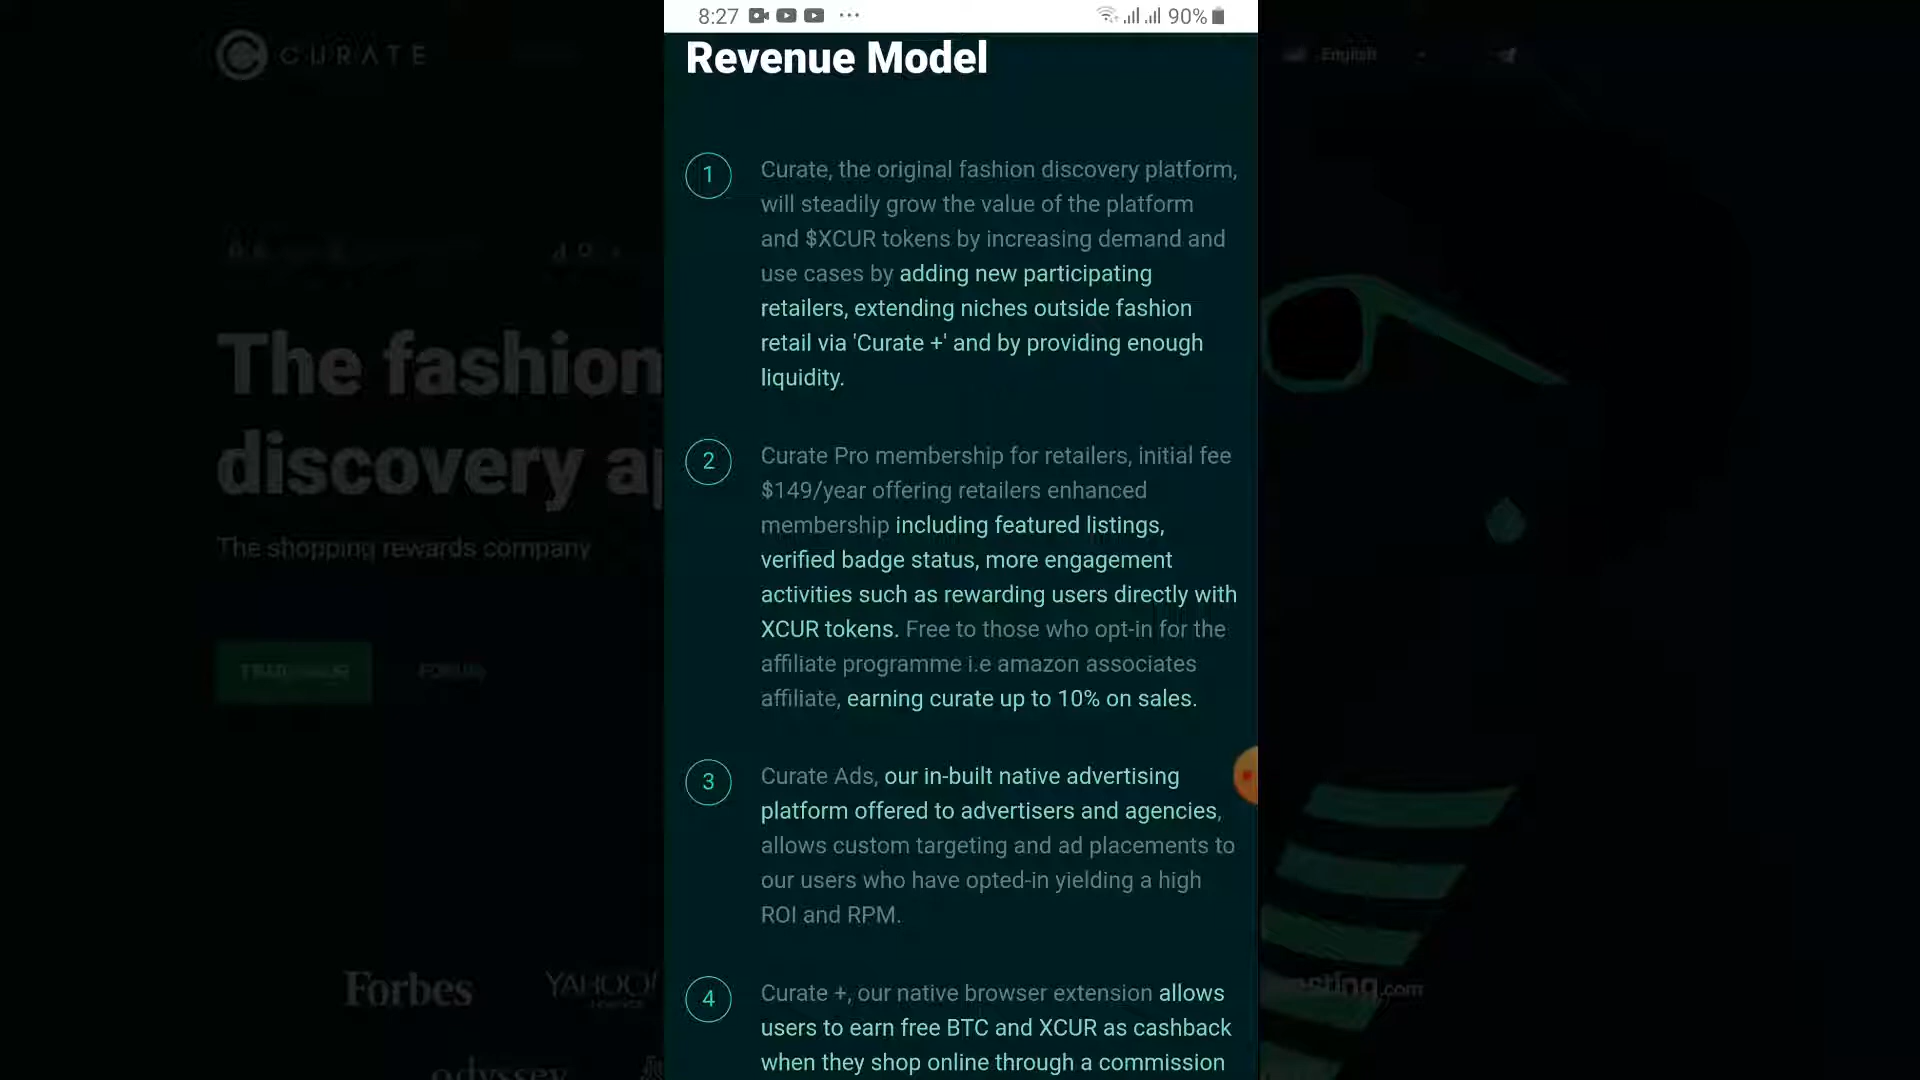 8:27
90%
CURATE
English
Revenue Model
1
Curate, the original fashion discovery platform,
will steadily grow the value of the platform
and $XCUR tokens by increasing demand and
use cases by adding new participating
retailers, extending niches outside fashion
retail via 'Curate +' and by providing enough
liquidity.
2
Curate Pro membership for retailers, initial fee
$149/year offering retailers enhanced
membership including featured listings,
verified badge status, more engagement
activities such as rewarding users directly with
XCUR tokens. Free to those who opt-in for the
affiliate programme i.e amazon associates
affiliate, earning curate up to 10% on sales.
3
Curate Ads, our in-built native advertising
platform offered to advertisers and agencies,
allows custom targeting and ad placements to
our users who have opted-in yielding a high
ROI and RPM.
4
Curate +, our native browser extension allows
users to earn free BTC and XCUR as cashback
when they shop online through a commission
The fashion
discovery
The shopping rewards company
Forbes
YAHOO!
odyssey